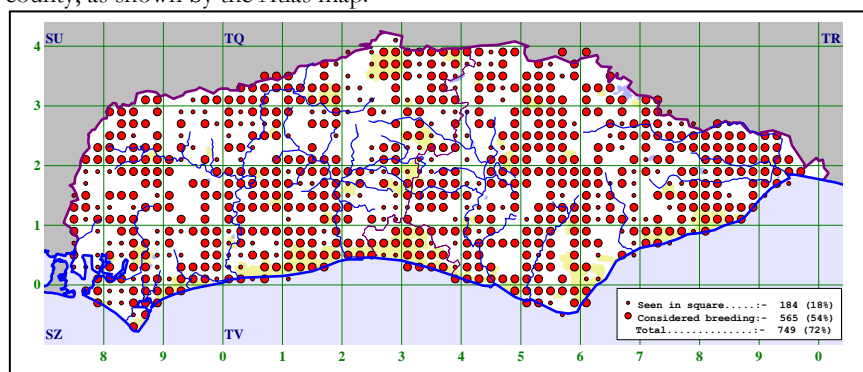 county, as shown by the Atlas map.
SU TQ TR
4
3
2
1
0
Seen in square.....:- 184 (18%)
Considered breeding:- 565 (54%)
Total..............:- 749 (72%)
SZ TV
8 9 0 1 2 3 4 5 6 7 8 9 0